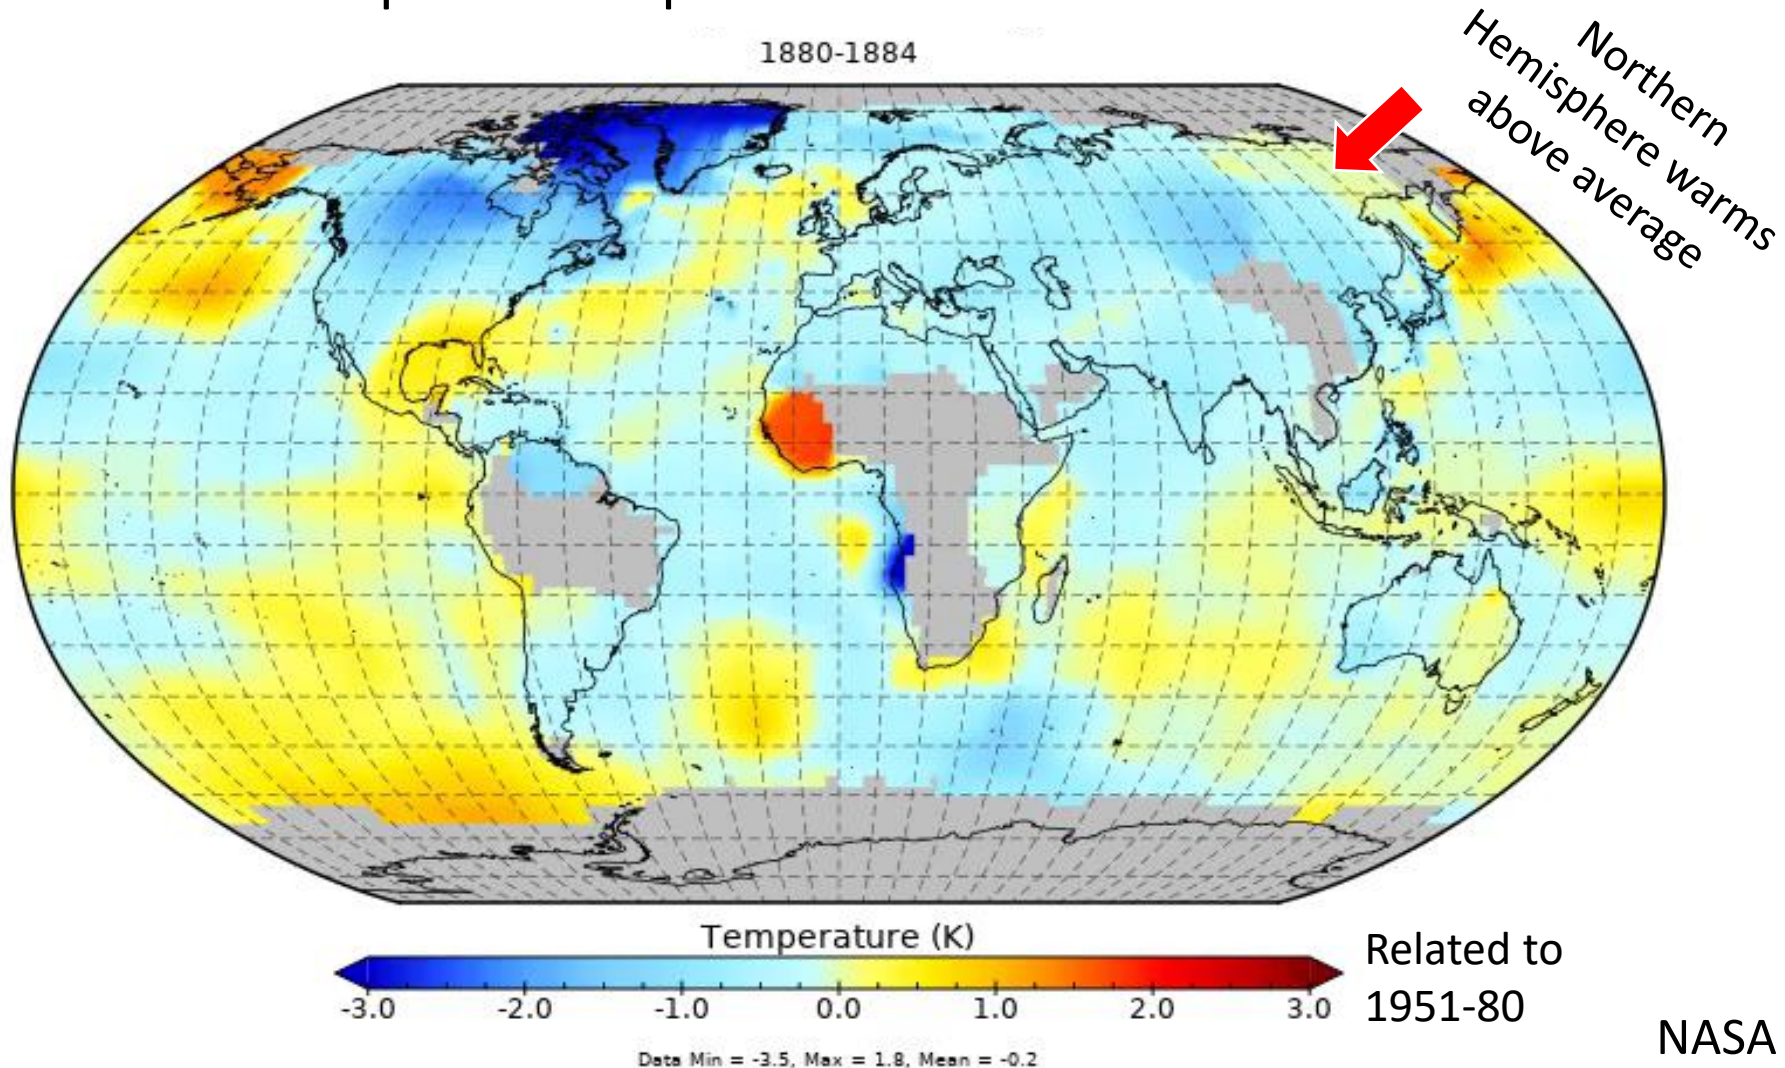 1880-1884
Northern
Hemisphere warms
above average
Temperature (K)
-3.0 -2.0 -1.0 0.0 1.0 2.0 3.0
Related to
1951-80
Data Min = -3.5, Max = 1.8, Mean = -0.2
NASA